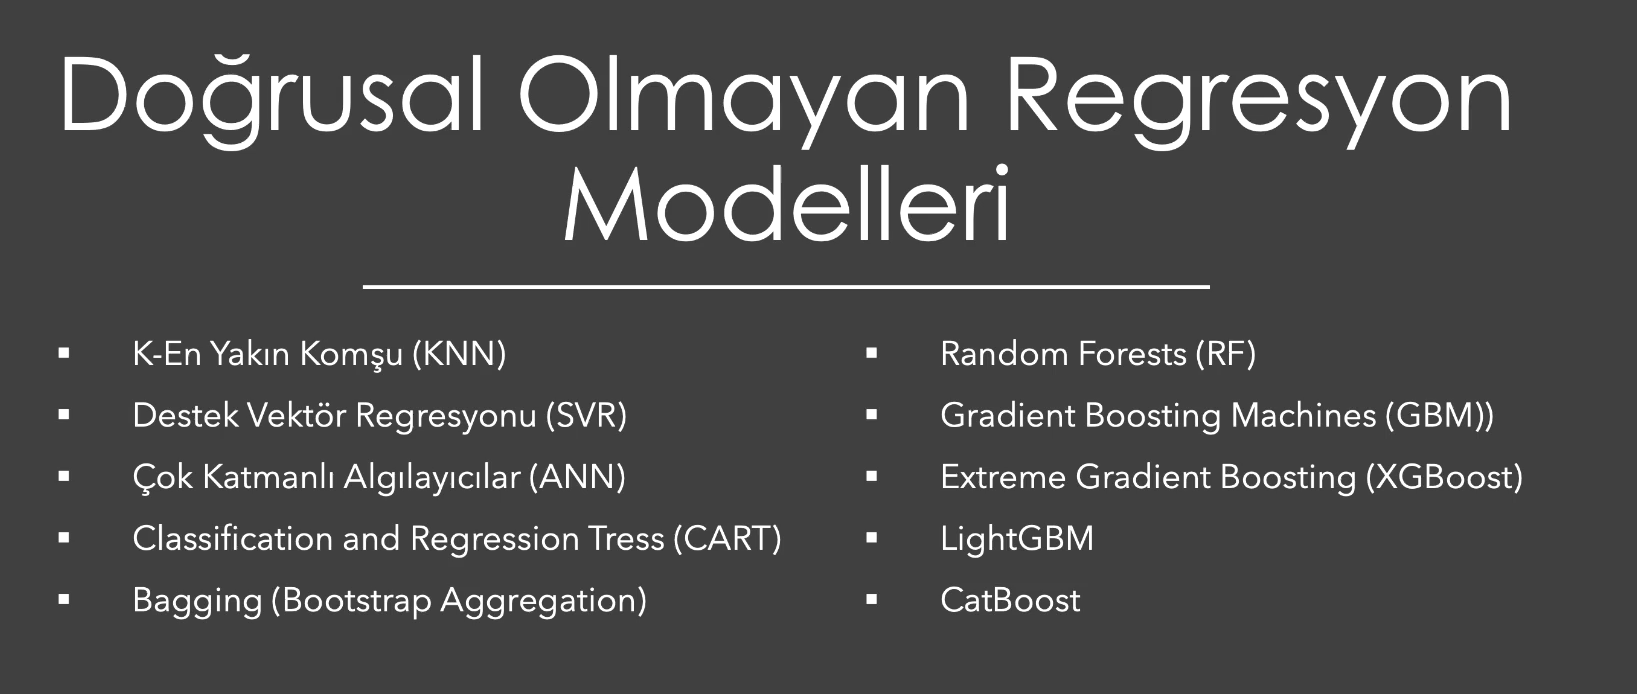 Doğrusal Olmayan Regresyon
Modelleri
▪ K-En Yakın Komşu (KNN)
▪ Destek Vektör Regresyonu (SVR)
▪ Çok Katmanlı Algılayıcılar (ANN)
▪ Classification and Regression Tress (CART)
▪ Bagging (Bootstrap Aggregation)
▪ Random Forests (RF)
▪ Gradient Boosting Machines (GBM))
▪ Extreme Gradient Boosting (XGBoost)
▪ LightGBM
▪ CatBoost